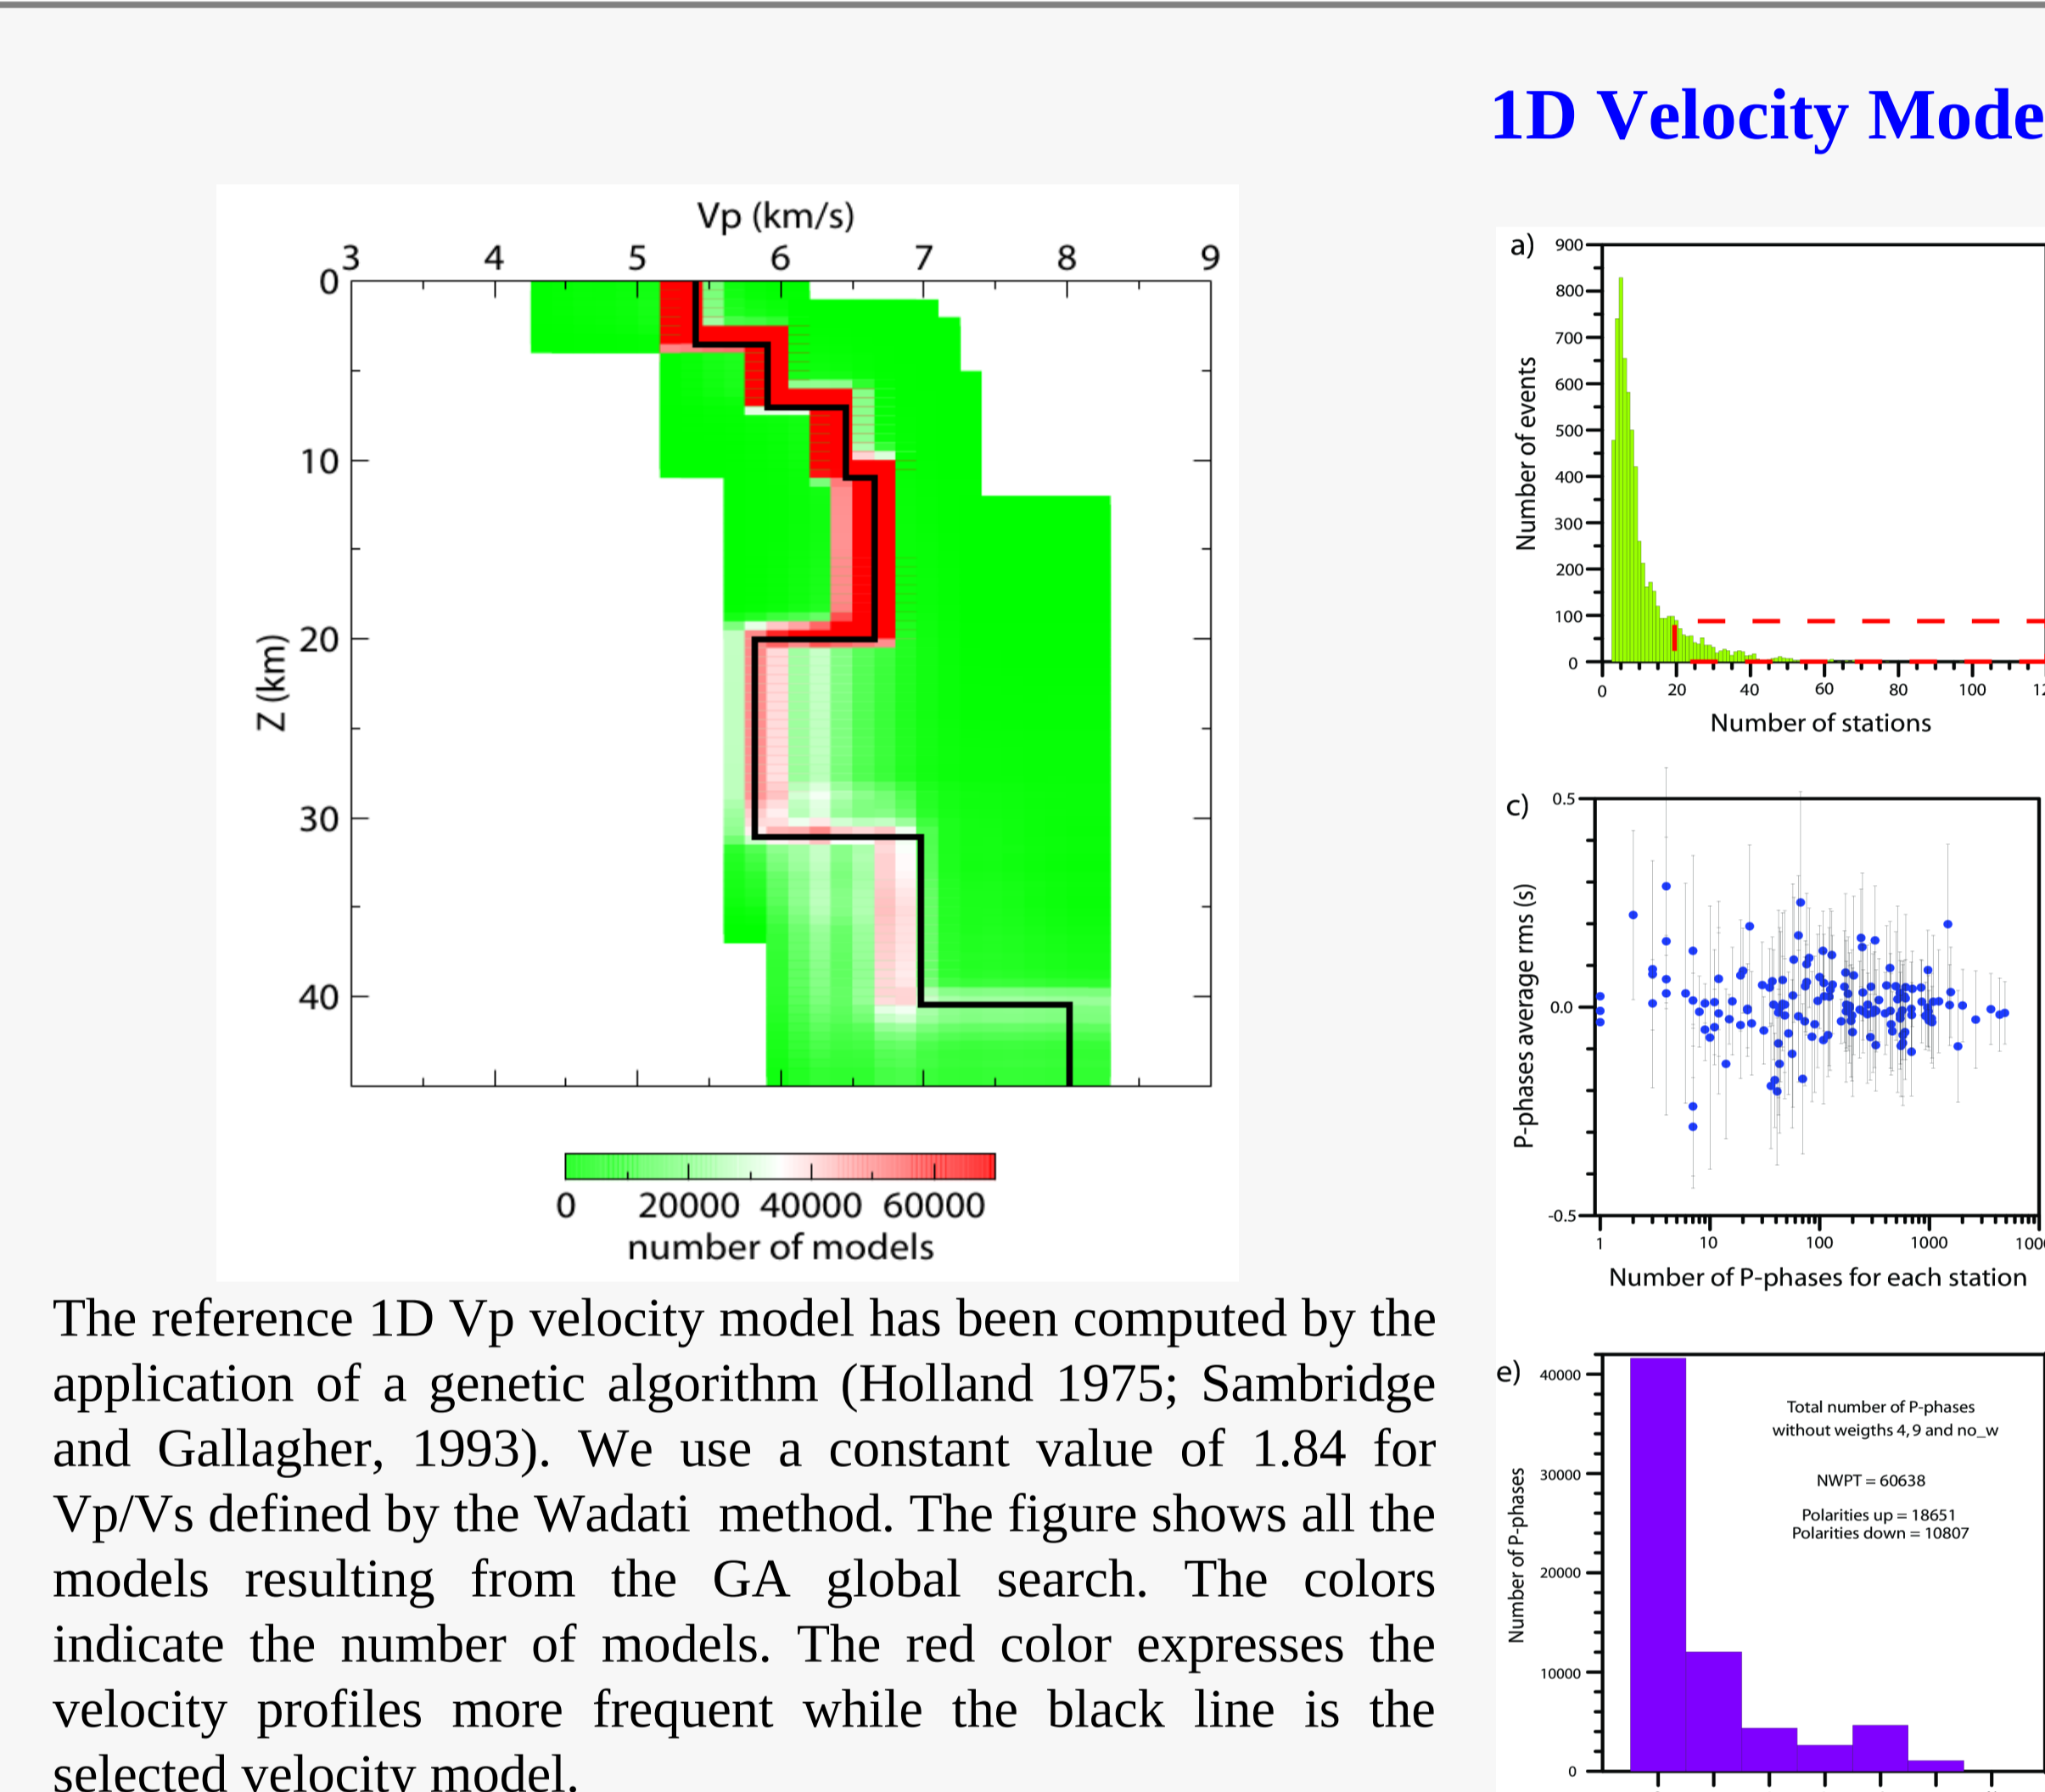 1D Velocity Mode
Vp (km/s)
3 4 5 6 7 8 9
0
10
20
30
40
Z (km)
0 20000 40000 60000
number of models
The reference 1D Vp velocity model has been computed by the
application of a genetic algorithm (Holland 1975; Sambridge
and Gallagher, 1993). We use a constant value of 1.84 for
Vp/Vs defined by the Wadati method. The figure shows all the
models resulting from the GA global search. The colors
indicate the number of models. The red color expresses the
velocity profiles more frequent while the black line is the
selected velocity model.
a)
900
800
700
600
500
400
300
200
100
0
Number of events
0 20 40 60 80 100 12
Number of stations
c)
0.5
0.0
-0.5
P-phases average rms (s)
1 10 100 1000 100
Number of P-phases for each station
e)
40000
30000
20000
10000
0
Number of P-phases
Total number of P-phases
without weigths 4, 9 and no_w
NWPT = 60638
Polarities up = 18651
Polarities down = 10807